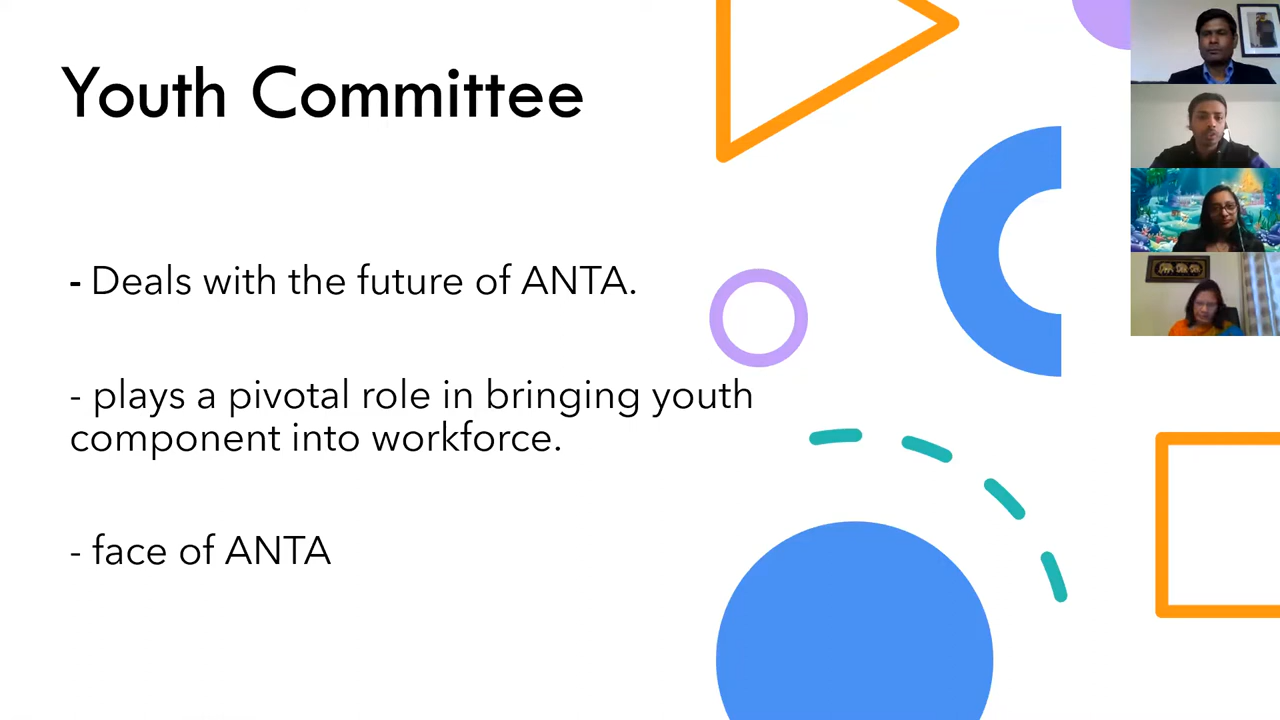 Youth Committee
- Deals with the future of ANTA.
- plays a pivotal role in bringing youth
component into workforce.
- face of ANTA